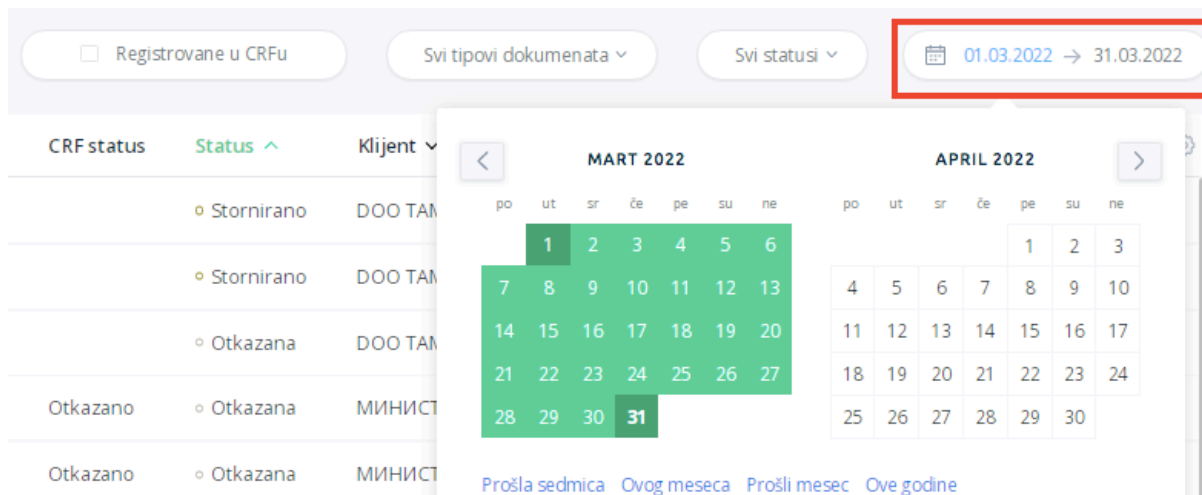 Registrovane u CRFu Svi tipovi dokumenata Svi statusi 01.03.2022 → 31.03.2022
CRF status Status Klijent
MART 2022 APRIL 2022
po ut sr če pe su ne po ut sr če pe su ne
Stornirano DOO
1 2 3 4 5 6 1 2 3
Stornirano DOO
7 8 9 10 11 12 13 4 5 6 7 8 9 10
14 15 16 17 18 19 20 11 12 13 14 15 16 17
Otkazana DOO
21 22 23 24 25 26 27 18 19 20 21 22 23 24
Otkazano Otkazana
28 29 30 31 25 26 27 28 29 30
Otkazano Otkazana
Prošla sedmica Ovog meseca Prošli mesec Ove godine